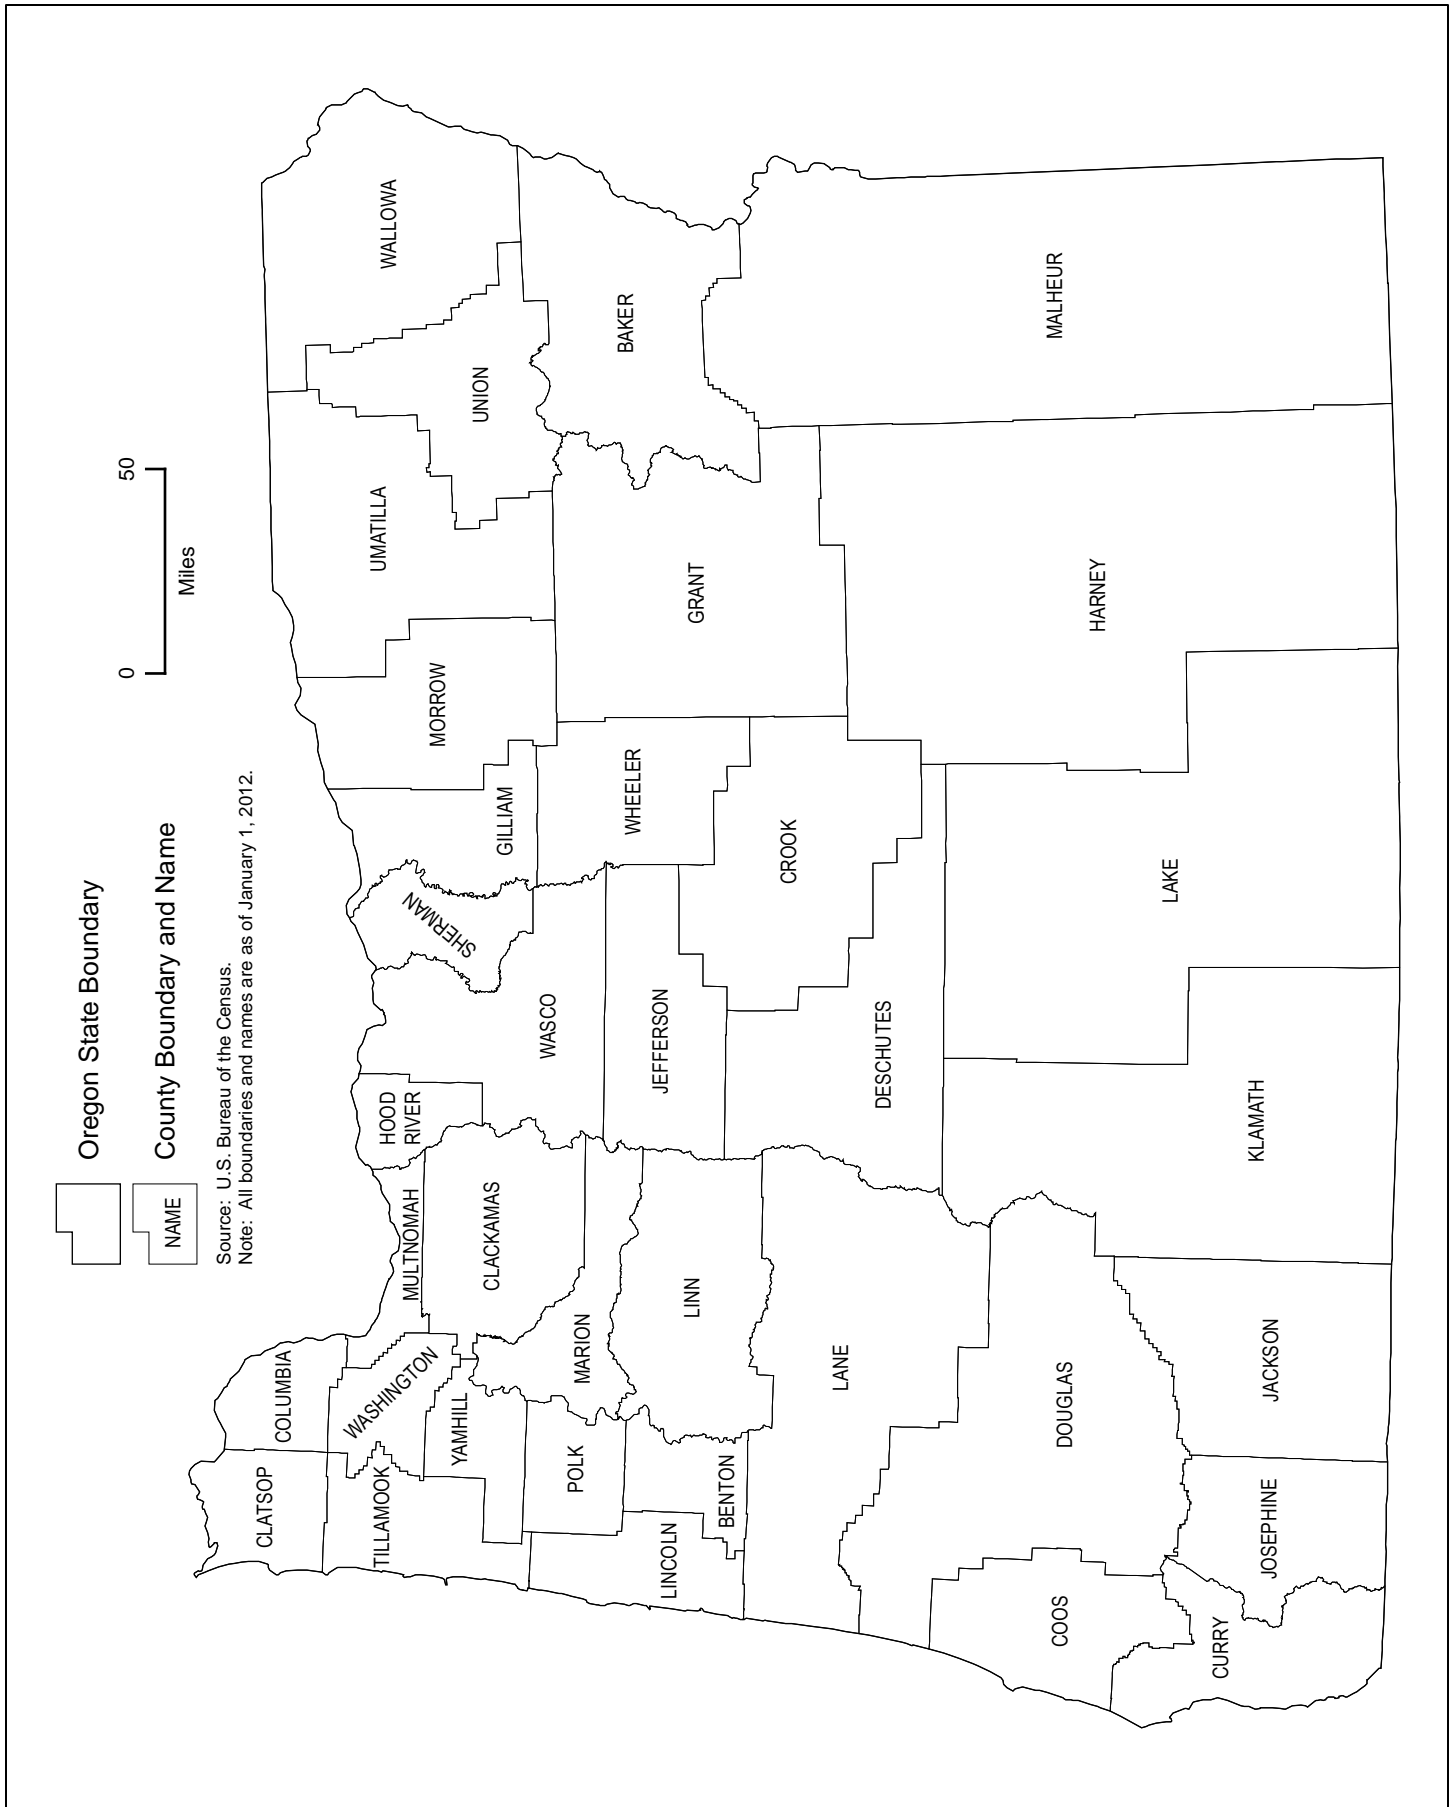 Oregon State Boundary
NAME
County Boundary and Name
Source:  U.S. Bureau of the Census.
Note:  All boundaries and names are as of January 1, 2012.
0
50
Miles
CLATSOP
COLUMBIA
TILLAMOOK
WASHINGTON
MULTNOMAH
HOOD
RIVER
SHERMAN
GILLIAM
MORROW
UMATILLA
UNION
WALLOWA
YAMHILL
CLACKAMAS
WASCO
POLK
MARION
JEFFERSON
WHEELER
GRANT
BAKER
LINCOLN
BENTON
LINN
CROOK
LANE
DESCHUTES
MALHEUR
HARNEY
COOS
DOUGLAS
LAKE
KLAMATH
CURRY
JOSEPHINE
JACKSON